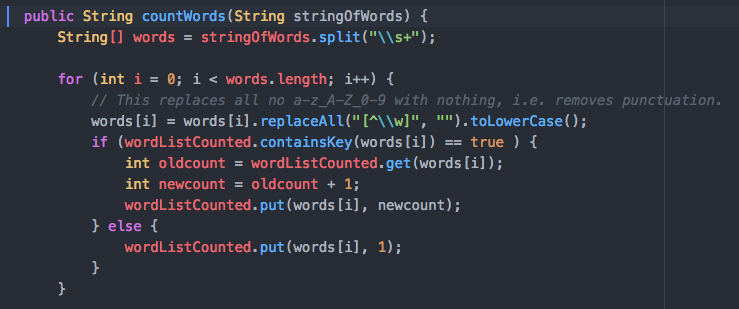 public String countWords(String stringOfWords) {
    String[] words = stringOfWords.split("\\s+");

    for (int i = 0; i < words.length; i++) {
        // This replaces all no a-z_A-Z_0-9 with nothing, i.e. removes punctuation.
        words[i] = words[i].replaceAll("[^\\w]", "").toLowerCase();
        if (wordListCounted.containsKey(words[i]) == true ) {
            int oldcount = wordListCounted.get(words[i]);
            int newcount = oldcount + 1;
            wordListCounted.put(words[i], newcount);
        } else {
            wordListCounted.put(words[i], 1);
        }
    }